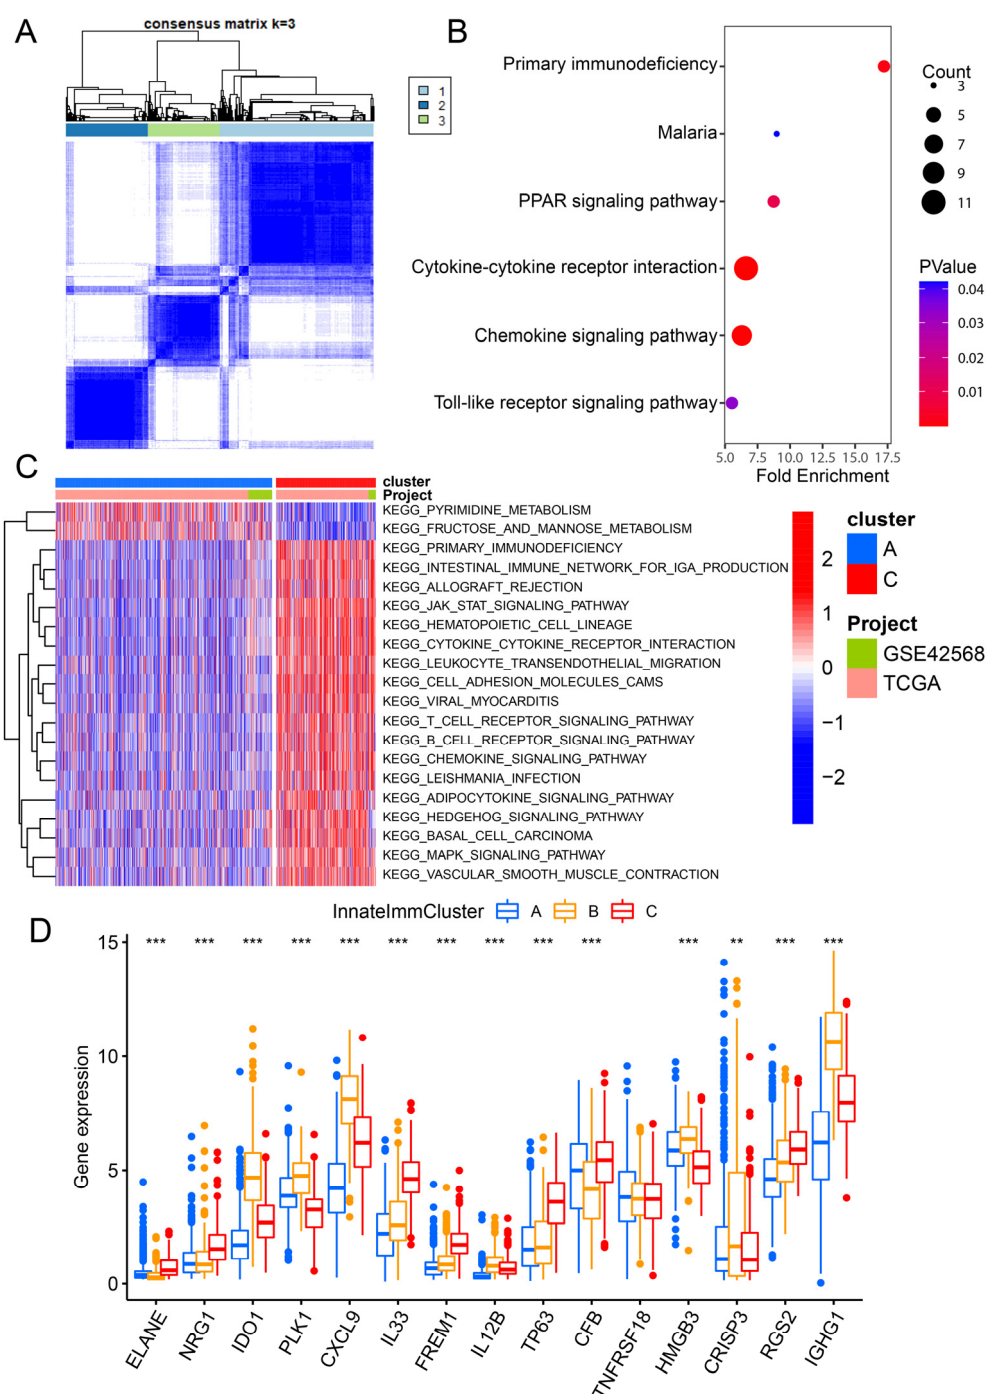 A
consensus matrix k=3
1
2
3
B
Primary immunodeficiency
Malaria
PPAR signaling pathway
Cytokine-cytokine receptor interaction
Chemokine signaling pathway
Toll-like receptor signaling pathway
5.0 7.5 10.0 12.5 15.0 17.5
Fold Enrichment
Count
3
5
7
9
11
PValue
0.04
0.03
0.02
0.01
C
cluster
Project
KEGG_PYRIMIDINE_METABOLISM
KEGG_FRUCTOSE_AND_MANNOSE_METABOLISM
KEGG_PRIMARY_IMMUNODEFICIENCY
KEGG_INTESTINAL_IMMUNE_NETWORK_FOR_IGA_PRODUCTION
KEGG_ALLOGRAFT_REJECTION
KEGG_JAK_STAT_SIGNALING_PATHWAY
KEGG_HEMATOPOIETIC_CELL_LINEAGE
KEGG_CYTOKINE_CYTOKINE_RECEPTOR_INTERACTION
KEGG_LEUKOCYTE_TRANSENDOTHELIAL_MIGRATION
KEGG_CELL_ADHESION_MOLECULES_CAMS
KEGG_VIRAL_MYOCARDITIS
KEGG_T_CELL_RECEPTOR_SIGNALING_PATHWAY
KEGG_B_CELL_RECEPTOR_SIGNALING_PATHWAY
KEGG_CHEMOKINE_SIGNALING_PATHWAY
KEGG_LEISHMANIA_INFECTION
KEGG_ADIPOCYTOKINE_SIGNALING_PATHWAY
KEGG_HEDGEHOG_SIGNALING_PATHWAY
KEGG_BASAL_CELL_CARCINOMA
KEGG_MAPK_SIGNALING_PATHWAY
KEGG_VASCULAR_SMOOTH_MUSCLE_CONTRACTION
2
1
0
−1
−2
cluster
A
C
Project
GSE42568
TCGA
D
InnateImmCluster A B C
Gene expression
15
10
5
0
*** *** *** *** *** *** *** *** *** *** *** ** *** ***
ELANE NRG1 IDO1 PLK1 CXCL9 IL33 FREM1 IL12B TP63 CFB TNFRSF18 HMGB3 CRISP3 RGS2 IGHG1